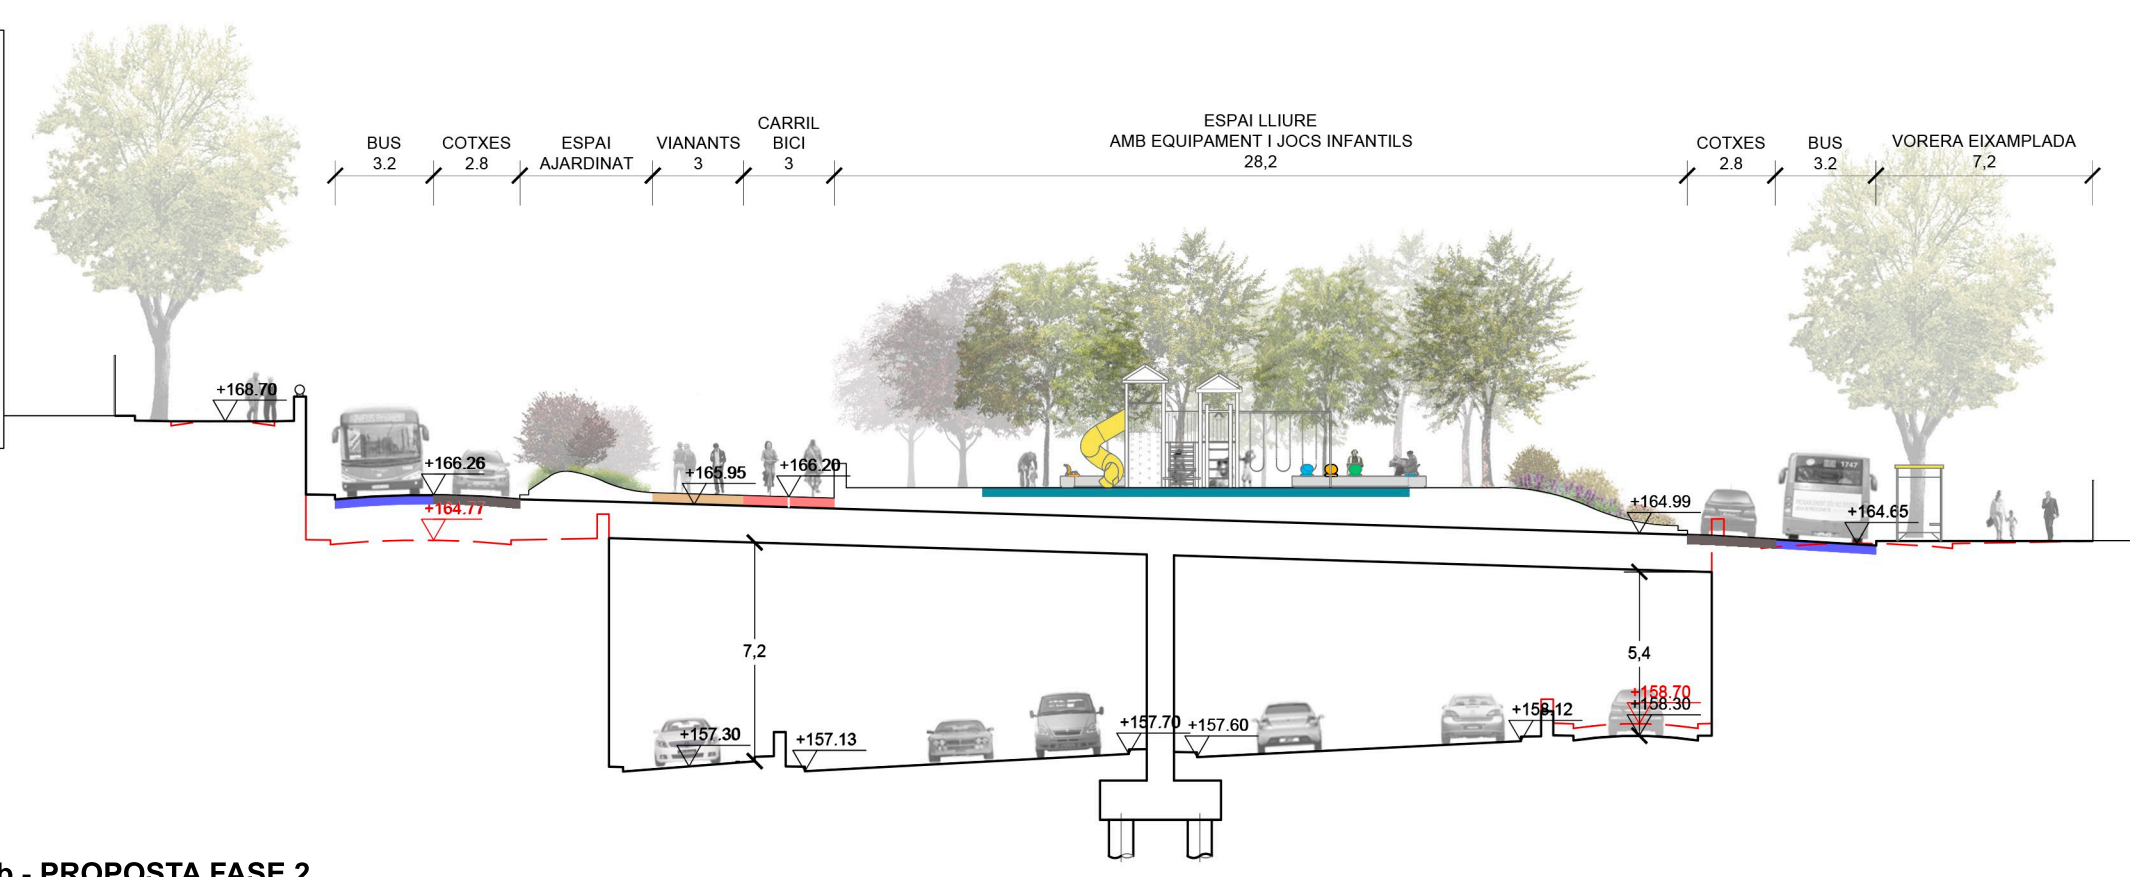 BUS
3.2
COTXES
2.8
ESPAI
AJARDINAT
VIANANTS
3
CARRIL
BICI
3
ESPAI LLIURE
AMB EQUIPAMENT I JOCS INFANTILS
28,2
COTXES
2.8
BUS
3.2
VORERA EIXAMPLADA
7,2
+168.70
+166.26
+164.77
+165.95
+166.20
+164.99
1747
+164.65
7,2
5,4
+157.30
+157.13
+157.70
+157.60
+158.12
+158.70
+158.30
b - PROPOSTA FASE 2